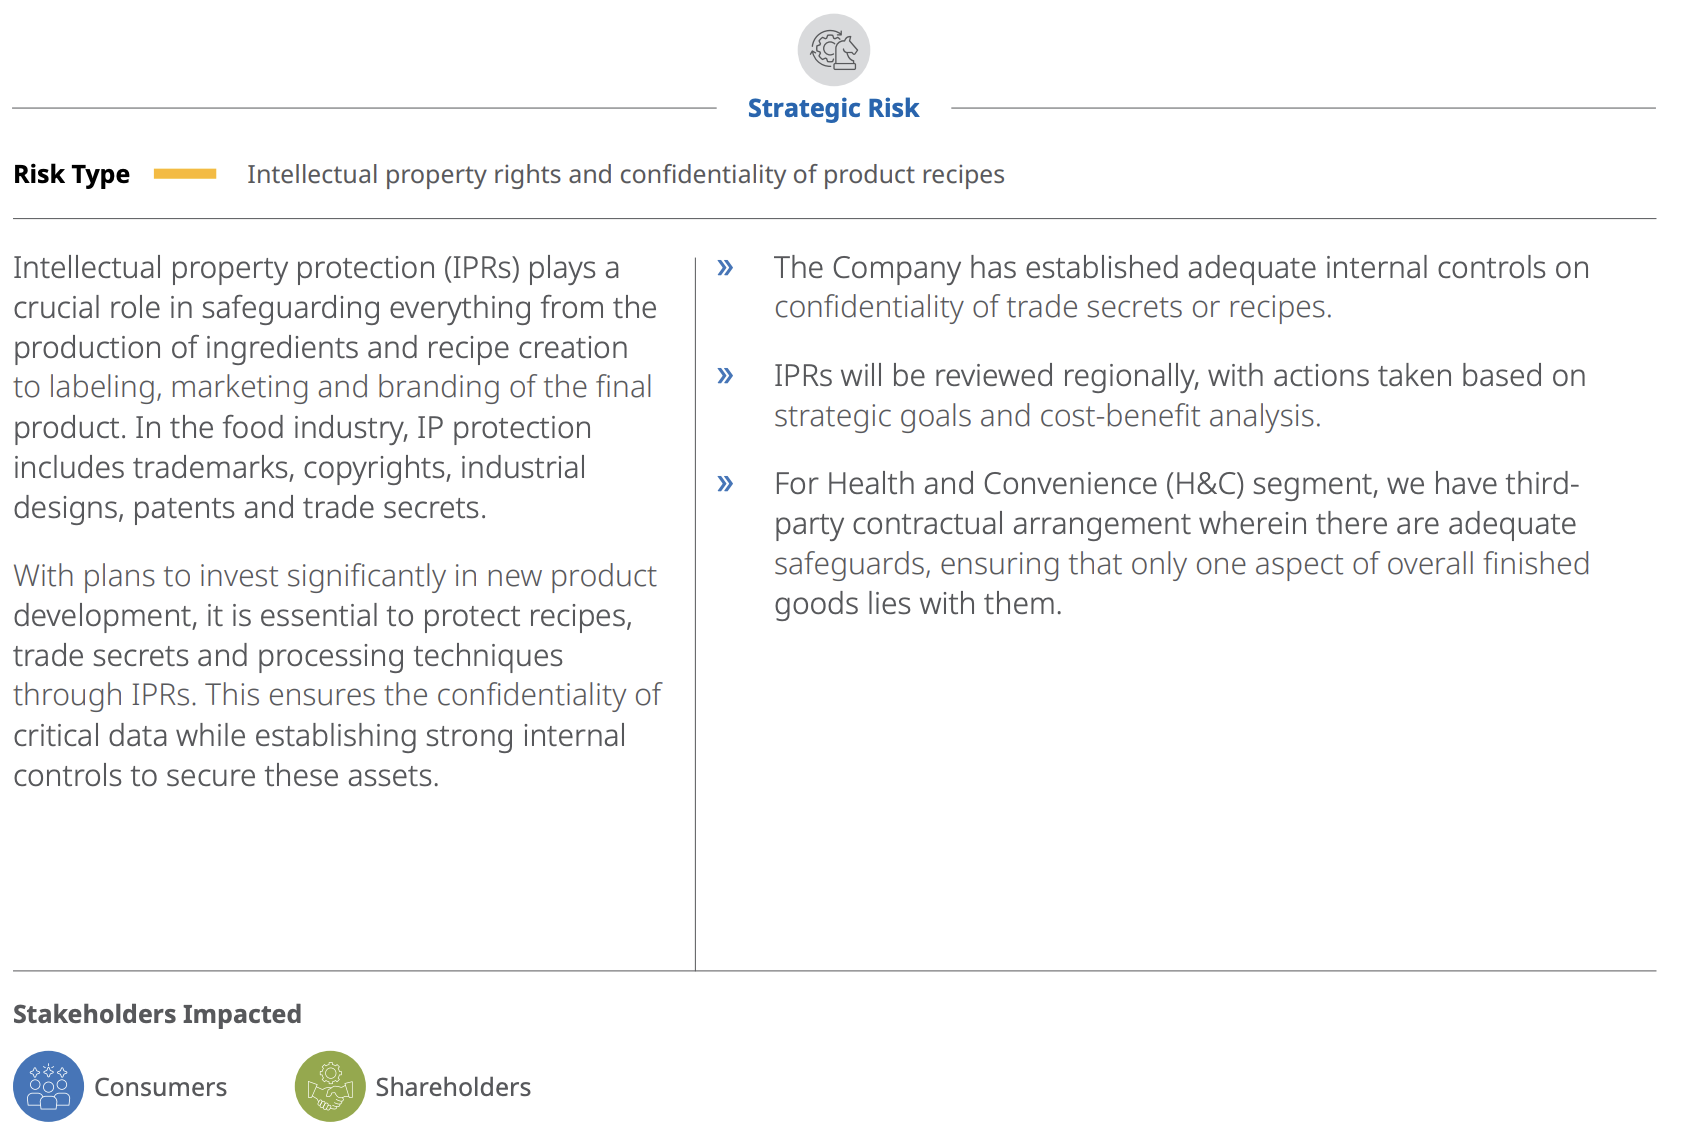 Strategic Risk
Risk Type
Intellectual property rights and confidentiality of product recipes
Intellectual property protection (IPRs) plays a
crucial role in safeguarding everything from the
production of ingredients and recipe creation
to labeling, marketing and branding of the final
product. In the food industry, IP protection
includes trademarks, copyrights, industrial
designs, patents and trade secrets.
With plans to invest significantly in new product
development, it is essential to protect recipes,
trade secrets and processing techniques
through IPRs. This ensures the confidentiality of
critical data while establishing strong internal
controls to secure these assets.
» The Company has established adequate internal controls on
confidentiality of trade secrets or recipes.
» IPRs will be reviewed regionally, with actions taken based on
strategic goals and cost-benefit analysis.
» For Health and Convenience (H&C) segment, we have third-
party contractual arrangement wherein there are adequate
safeguards, ensuring that only one aspect of overall finished
goods lies with them.
Stakeholders Impacted
Consumers
Shareholders